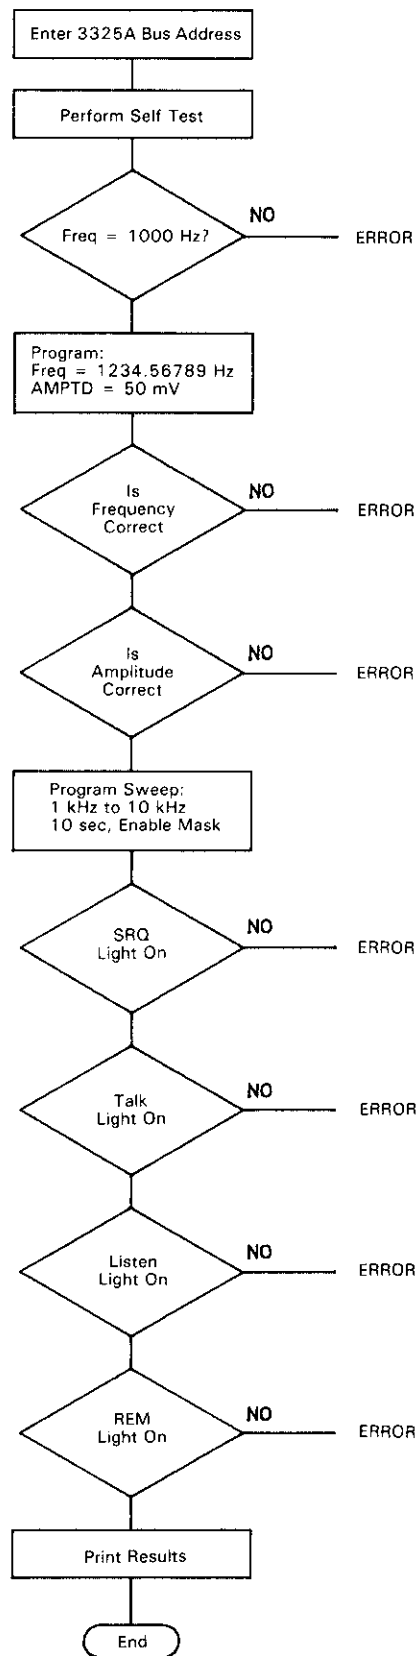 Enter 3325A Bus Address
Perform Self Test
Freq = 1000 Hz?
NO
ERROR
Program:
Freq = 1234.56789 Hz
AMPTD = 50 mV
Is
Frequency
Correct
NO
ERROR
Is
Amplitude
Correct
NO
ERROR
Program Sweep:
1 kHz to 10 kHz
10 sec, Enable Mask
SRQ
Light On
NO
ERROR
Talk
Light On
NO
ERROR
Listen
Light On
NO
ERROR
REM
Light On
NO
ERROR
Print Results
End